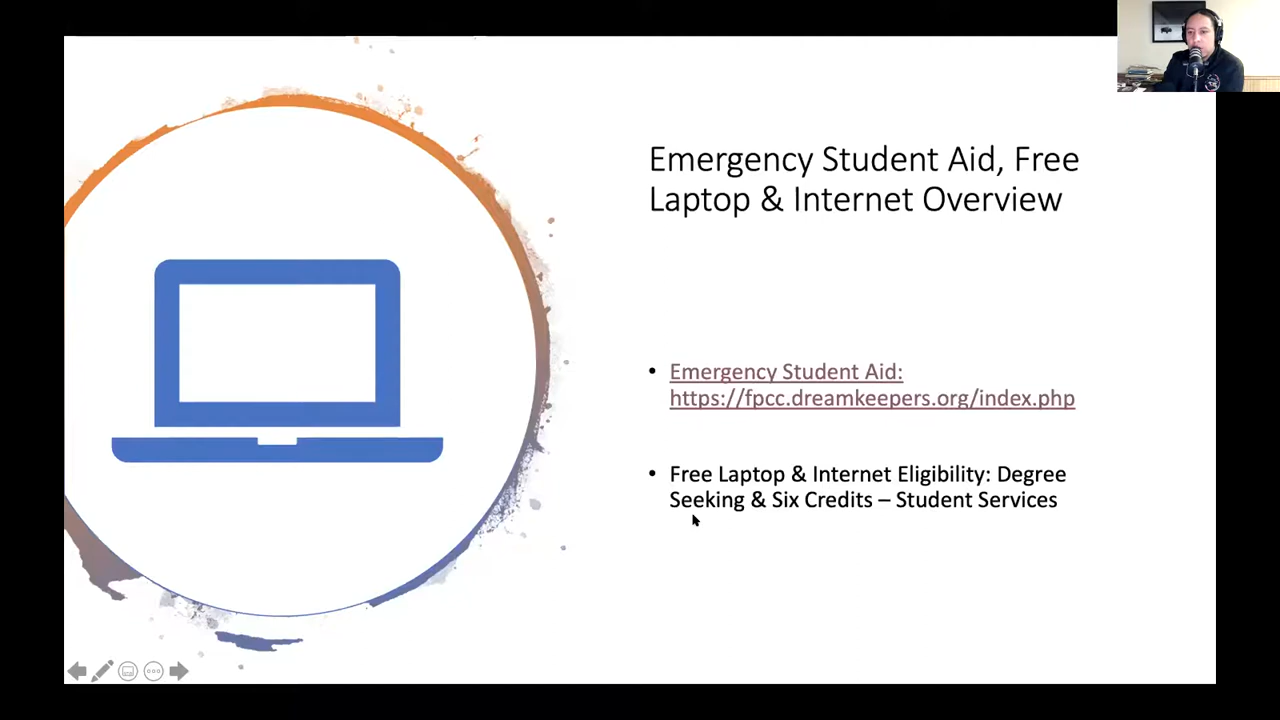 Emergency Student Aid, Free
Laptop & Internet Overview
• Emergency Student Aid:
https://fpcc.dreamkeepers.org/index.php
• Free Laptop & Internet Eligibility: Degree
Seeking & Six Credits – Student Services